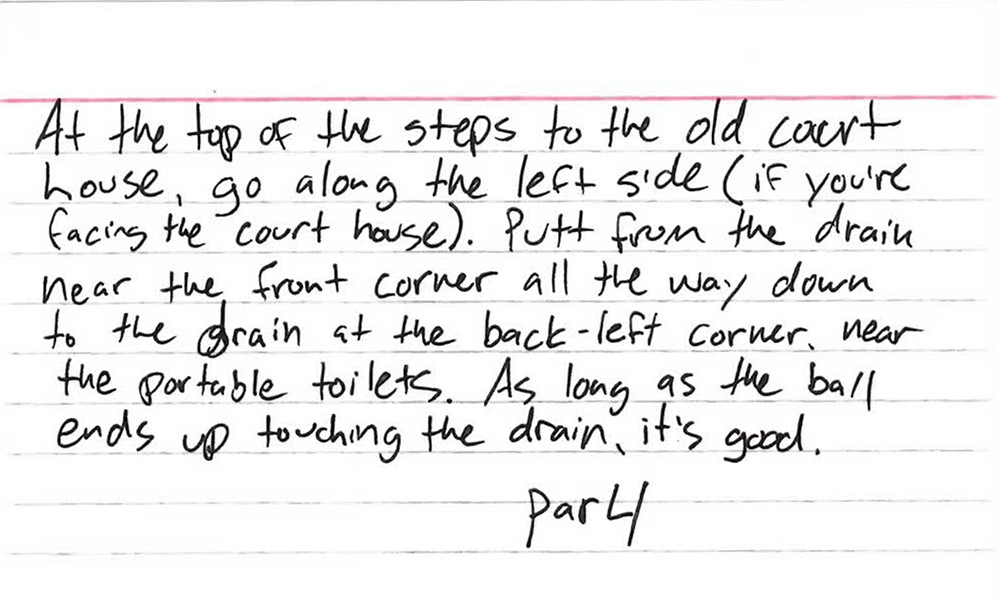 At the top of the steps to the old court
house, go along the left side (if you're
facing the court house). Putt from the drain
near the front corner all the way down
to the drain at the back-left corner, near
the portable toilets. As long as the ball
ends up touching the drain, it's good.
par 4